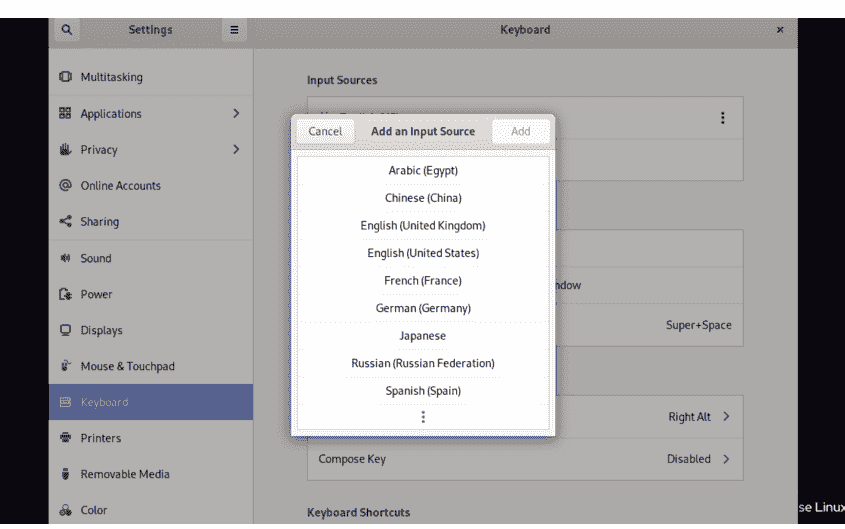 Settings
Keyboard
Multitasking
Applications
Privacy
Online Accounts
Sharing
Sound
Power
Displays
Mouse & Touchpad
Keyboard
Printers
Removable Media
Color
Input Sources
Cancel
Add an Input Source
Add
Arabic (Egypt)
Chinese (China)
English (United Kingdom)
English (United States)
French (France)
German (Germany)
Japanese
Russian (Russian Federation)
Spanish (Spain)
ndow
Super+Space
Right Alt
Compose Key Disabled
Keyboard Shortcuts
se Linux